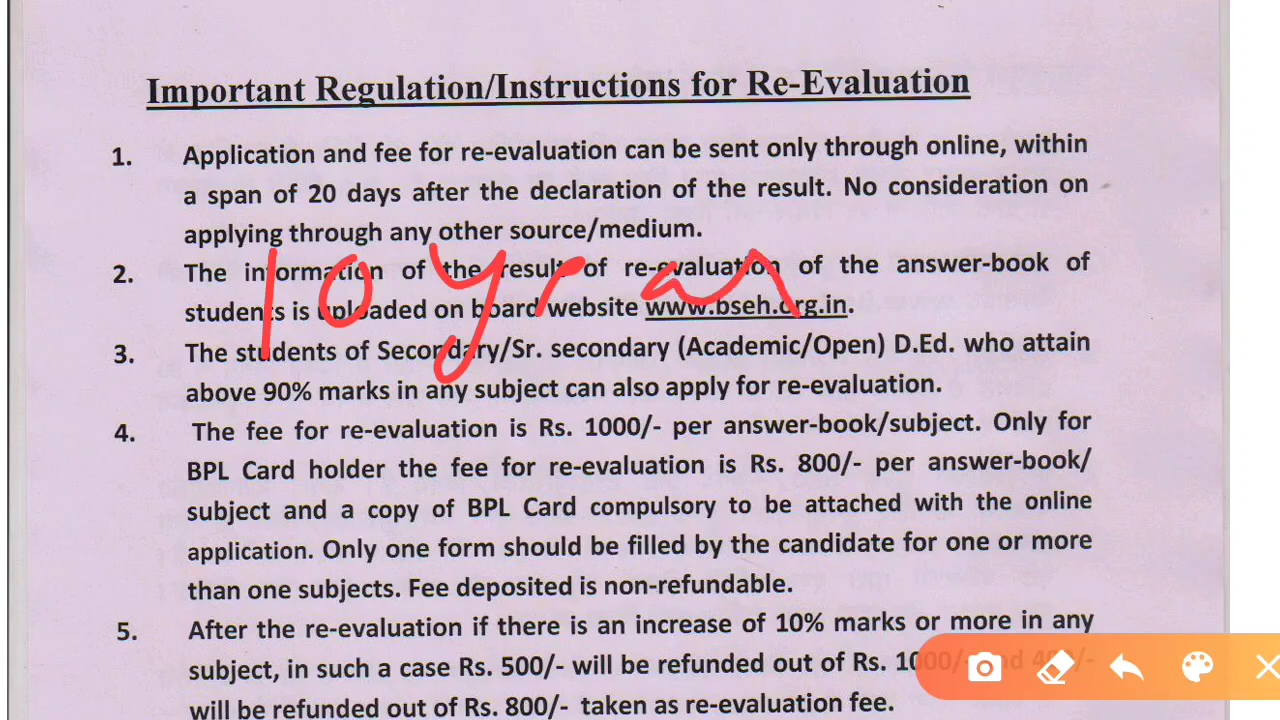 Important Regulation/Instructions for Re-Evaluation
1. Application and fee for re-evaluation can be sent only through online, within
a span of 20 days after the declaration of the result. No consideration on
applying through any other source/medium.
2. The information of the result of re-evaluation of the answer-book of
students is uploaded on board website www.bseh.org.in.
10 yras
3. The students of Secondary/Sr. secondary (Academic/Open) D.Ed. who attain
above 90% marks in any subject can also apply for re-evaluation.
4. The fee for re-evaluation is Rs. 1000/- per answer-book/subject. Only for
BPL Card holder the fee for re-evaluation is Rs. 800/- per answer-book/
subject and a copy of BPL Card compulsory to be attached with the online
application. Only one form should be filled by the candidate for one or more
than one subjects. Fee deposited is non-refundable.
5. After the re-evaluation if there is an increase of 10% marks or more in any
subject, in such a case Rs. 500/- will be refunded out of Rs. 1000/- and 400/-
will be refunded out of Rs. 800/- taken as re-evaluation fee.